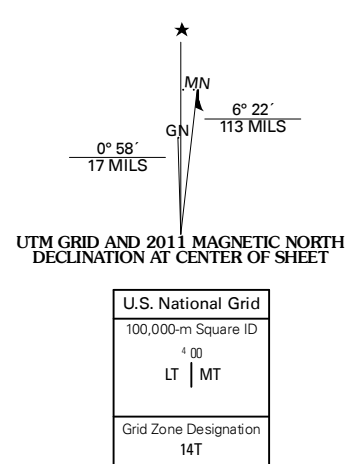 MN
6° 22´
113 MILS
GN
0° 58´
17 MILS
UTM GRID AND 2011 MAGNETIC NORTH
DECLINATION AT CENTER OF SHEET
U.S. National Grid
100,000-m Square ID
4 00
LT MT
Grid Zone Designation
14T